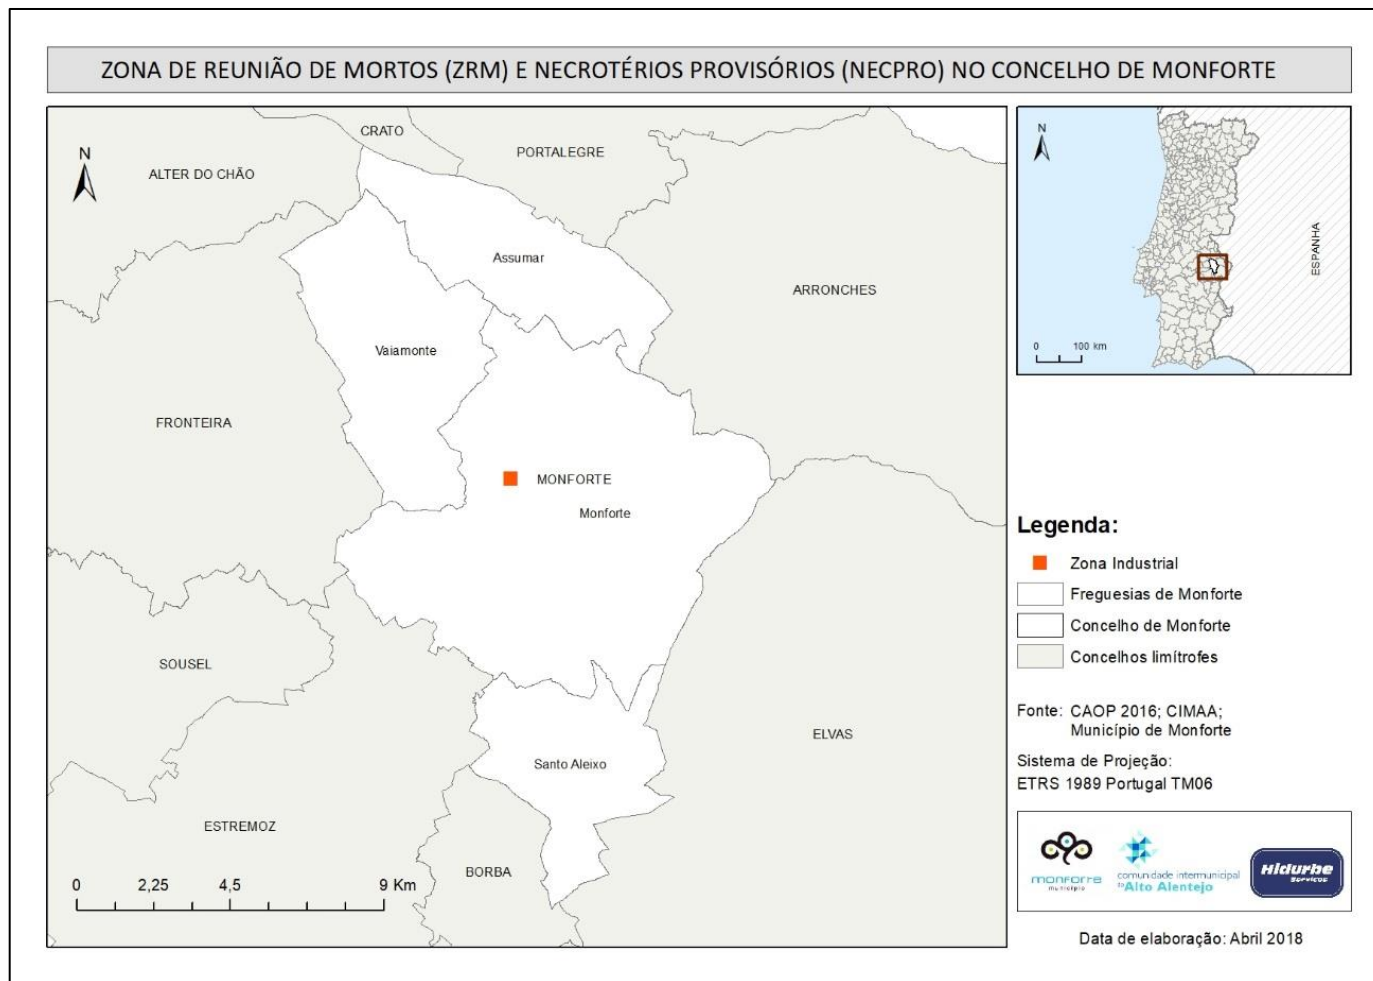 ZONA DE REUNIÃO DE MORTOS (ZRM) E NECROTÉRIOS PROVISÓRIOS (NECPRO) NO CONCELHO DE MONFORTE
N
CRATO
PORTALEGRE
ALTER DO CHÃO
Assumar
ARRONCHES
Vaiamonte
FRONTEIRA
MONFORTE
Monforte
SOUSEL
ELVAS
Santo Aleixo
ESTREMOZ
BORBA
0 2,25 4,5 9 Km
N
ESPANHA
0 100 km
Legenda:
Zona Industrial
Freguesias de Monforte
Concelho de Monforte
Concelhos limítrofes
Fonte: CAOP 2016; CIMAA;
Município de Monforte
Sistema de Projeção:
ETRS 1989 Portugal TM06
monforte
município
comunidade intermunicipal
do Alto Alentejo
Hidurbe
Serviços
Data de elaboração: Abril 2018